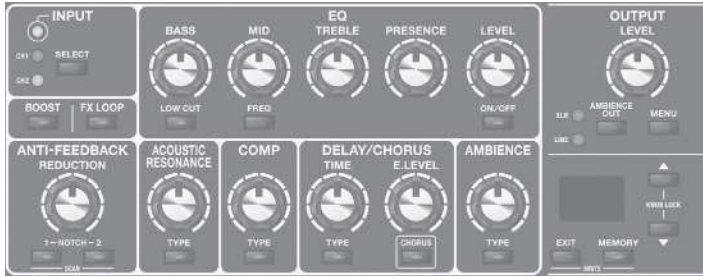 INPUT
CH1
SELECT
CH2
BOOST
FX LOOP
EQ
BASS
MID
TREBLE
PRESENCE
LEVEL
LOW CUT
FREQ
ON/OFF
OUTPUT
LEVEL
XLR
AMBIENCE
OUT
MENU
LINE
ANTI-FEEDBACK
REDUCTION
1 – NOTCH – 2
SCAN
ACOUSTIC
RESONANCE
TYPE
COMP
TYPE
DELAY/CHORUS
TIME
E.LEVEL
TYPE
CHORUS
AMBIENCE
TYPE
KNOB LOCK
EXIT
MEMORY
WRITE